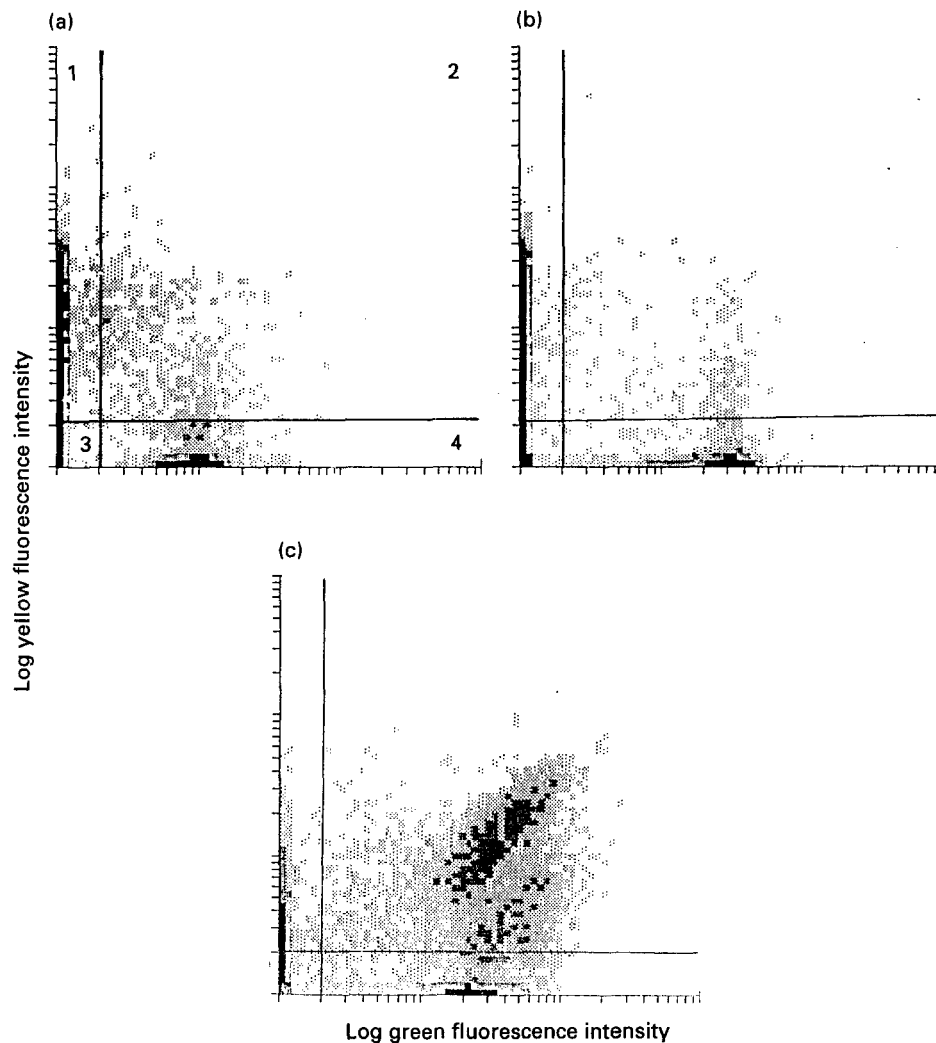 (a)
(b)
1
2
3
4
(c)
Log yellow fluorescence intensity
Log green fluorescence intensity